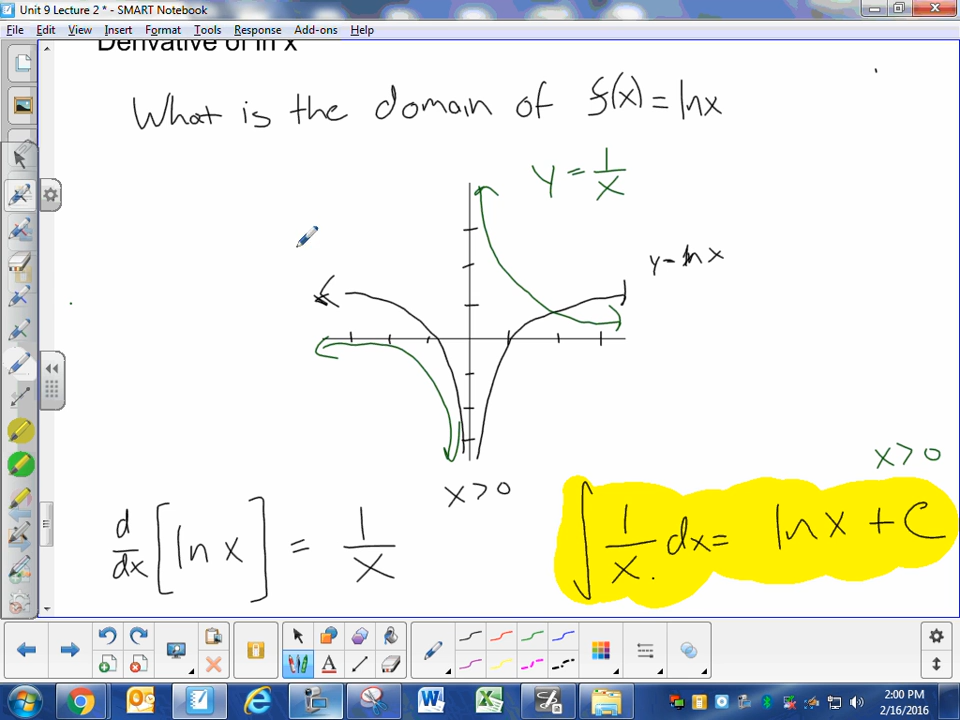 Unit 9 Lecture 2 * - SMART Notebook
File Edit View Insert Format Tools Response Add-ons Help
Derivative of ln x
What is the domain of f(x) = lnx
y = 1/x
y = ln x
x > 0
x > 0
d/dx [ln x] = 1/x
∫ 1/x. dx = lnx + C
A
W
2:00 PM
2/16/2016